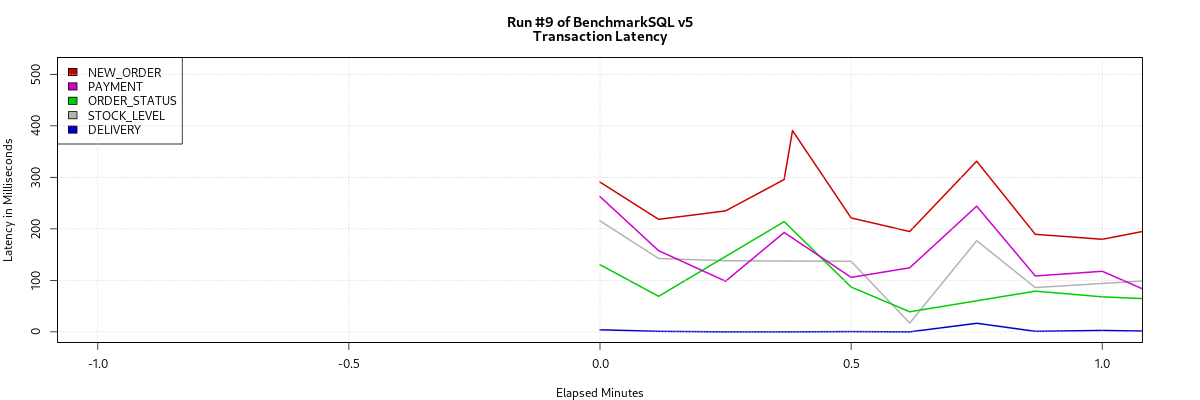 Run #9 of BenchmarkSQL v5
Transaction Latency
NEW_ORDER
PAYMENT
ORDER_STATUS
STOCK_LEVEL
DELIVERY
Latency in Milliseconds
500
400
300
200
100
0
-1.0 -0.5 0.0 0.5 1.0
Elapsed Minutes